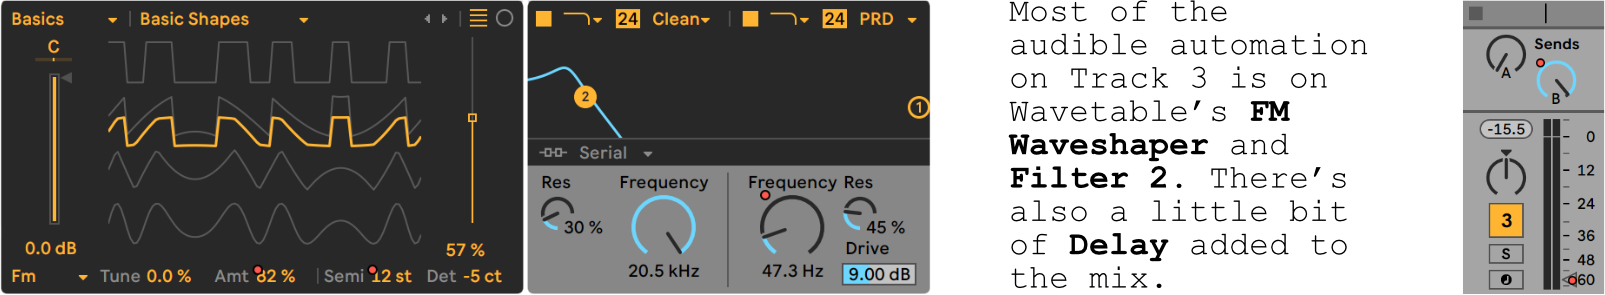 Basics Basic Shapes
C
0.0 dB
57 %
Fm Tune 0.0 % Amt 82 % Semi 12 st Det -5 ct
24 Clean 24 PRD
2
1
Serial
Res Frequency Frequency Res
30 % 45 %
Drive
20.5 kHz 47.3 Hz 9.00 dB
Most of the
audible automation
on Track 3 is on
Wavetable’s FM
Waveshaper and
Filter 2. There’s
also a little bit
of Delay added to
the mix.
Sends
A
B
-15.5
0
12
3 24
36
S 48
60